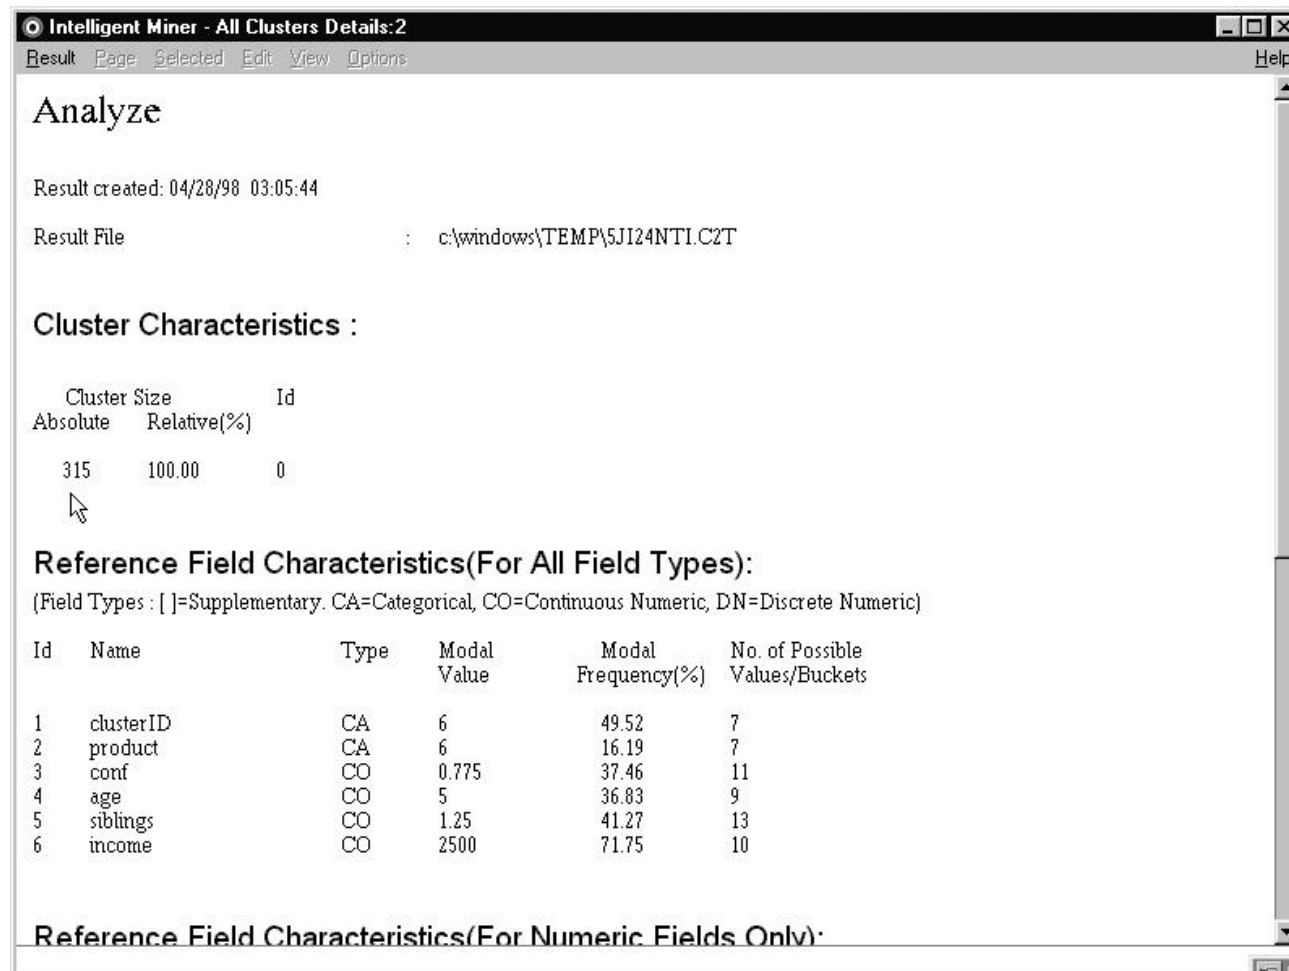 Intelligent Miner - All Clusters Details:2
Result Page Selected Edit View Options Help
Analyze
Result created: 04/28/98 03:05:44
Result File : c:\windows\TEMP\5JI24NTI.C2T
Cluster Characteristics :
Cluster Size Id
Absolute Relative(%)
315 100.00 0
Reference Field Characteristics(For All Field Types):
(Field Types : [ ]=Supplementary. CA=Categorical, CO=Continuous Numeric, DN=Discrete Numeric)
Id Name Type Modal Modal No. of Possible
Value Frequency(%) Values/Buckets
1 clusterID CA 6 49.52 7
2 product CA 6 16.19 7
3 conf CO 0.775 37.46 11
4 age CO 5 36.83 9
5 siblings CO 1.25 41.27 13
6 income CO 2500 71.75 10
Reference Field Characteristics(For Numeric Fields Only):